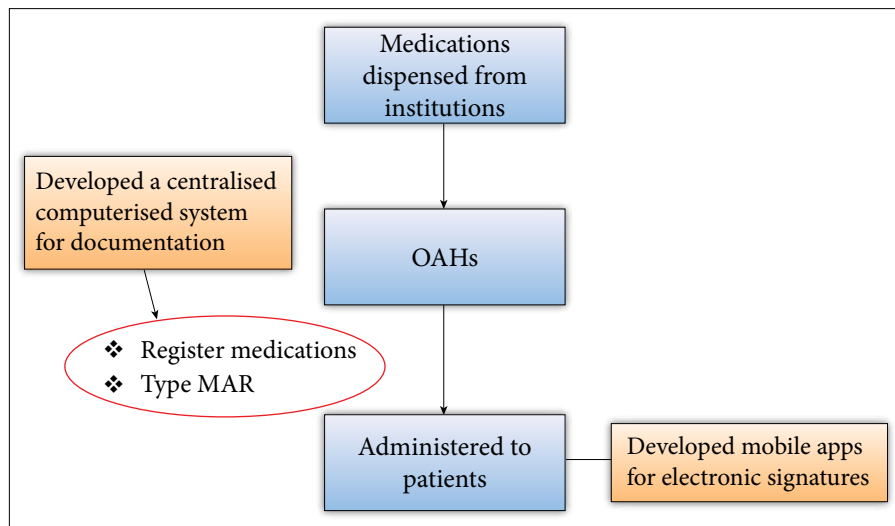 Medications
dispensed from
institutions
Developed a centralised
computerised system
for documentation
OAHs
❖ Register medications
❖ Type MAR
Administered to
patients
Developed mobile apps
for electronic signatures